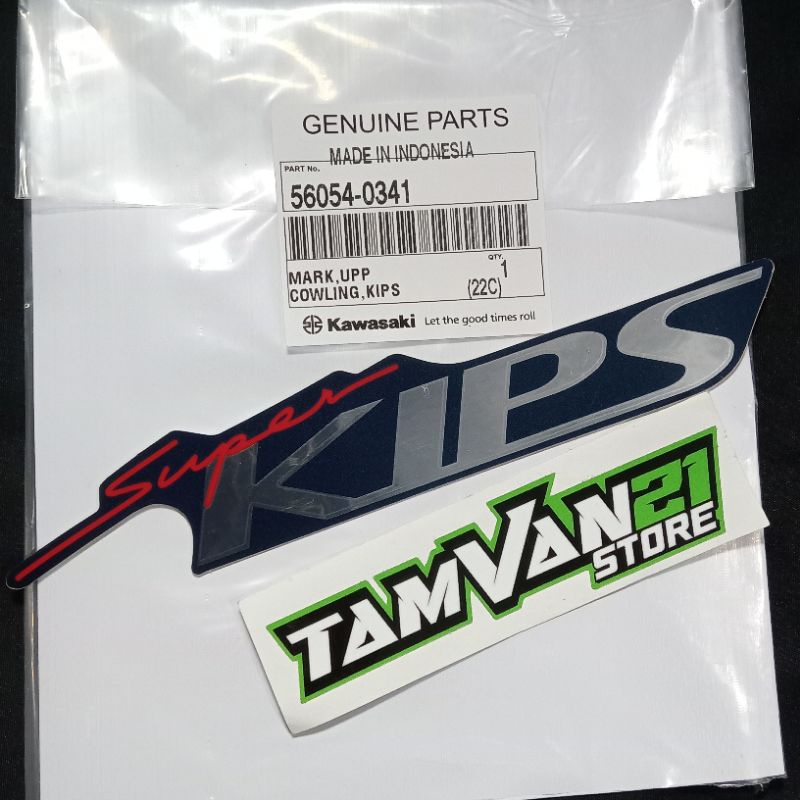 GENUINE PARTS
MADE IN INDONESIA
PART No.
56054-0341
MARK,UPP
COWLING,KIPS
QTY.
1
(22C)
Kawasaki Let the good times roll
Super
KIPS
TAMVAN21
STORE